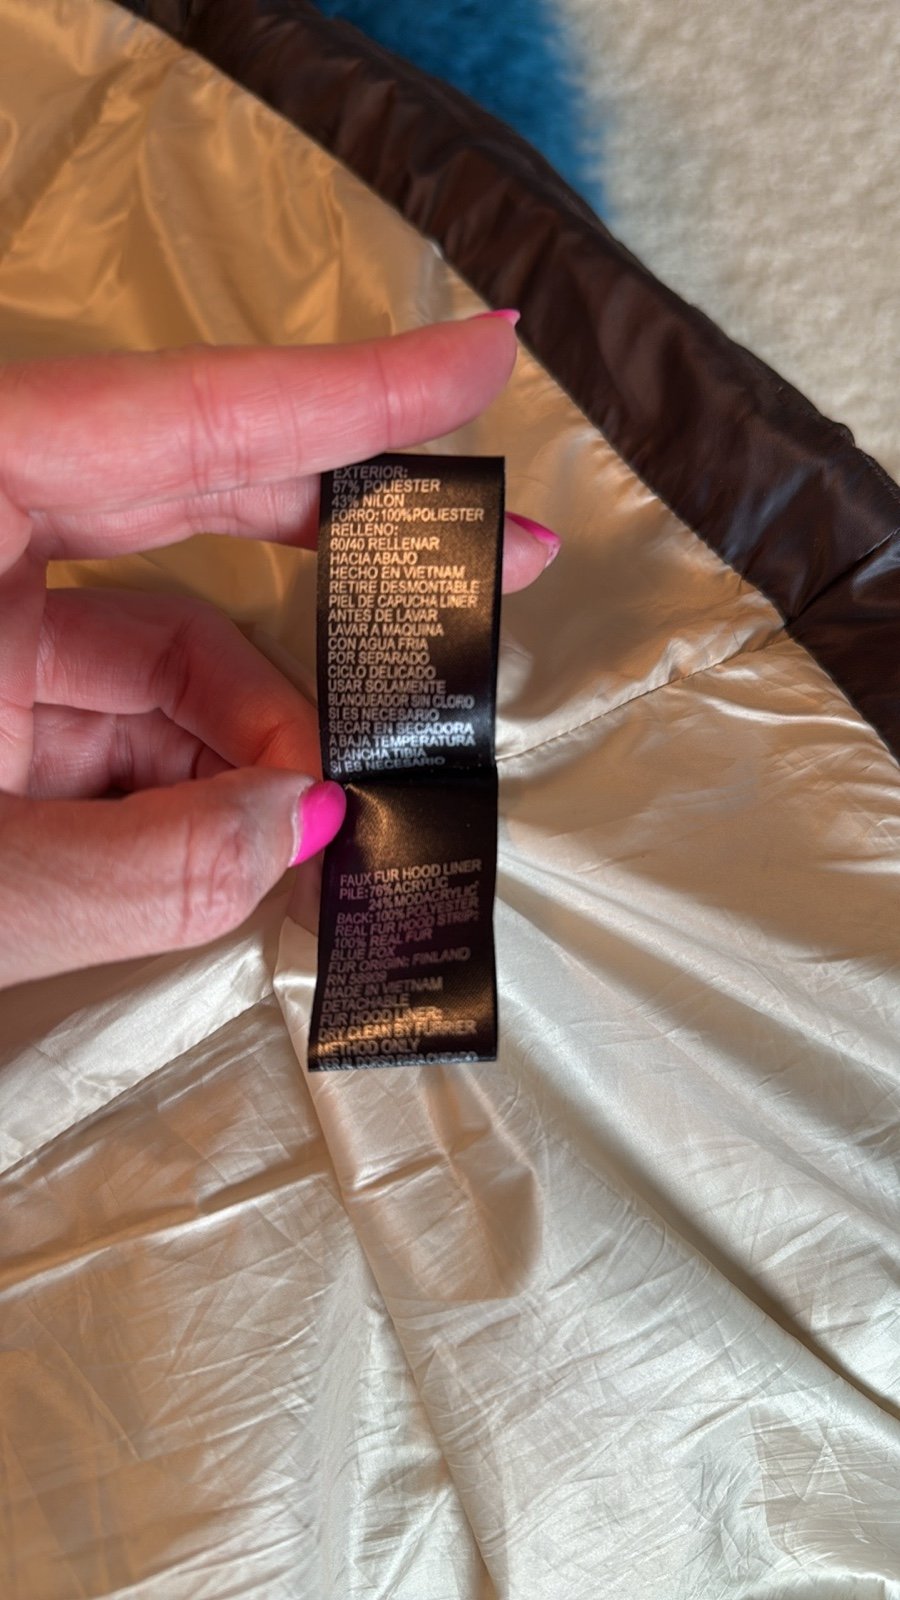 EXTERIOR:
57% POLIESTER
43% NILON
FORRO:100%POLIESTER
RELLENO:
60/40 RELLENAR
HACIA ABAJO
HECHO EN VIETNAM
RETIRE DESMONTABLE
PIEL DE CAPUCHA LINER
ANTES DE LAVAR
LAVAR A MAQUINA
CON AGUA FRIA
POR SEPARADO
CICLO DELICADO
USAR SOLAMENTE
BLANQUEADOR SIN CLORO
SI ES NECESARIO
SECAR EN SECADORA
A BAJA TEMPERATURA
PLANCHA TIBIA
SI ES NECESARIO
FAUX FUR HOOD LINER
PILE:76%ACRYLIC
24%MODACRYLIC
BACK:100%POLYESTER
REAL FUR HOOD STRIP:
100% REAL FUR
BLUE FOX
FUR ORIGIN: FINLAND
RN
MADE IN VIETNAM
DETACHABLE
FUR HOOD LINER:
DRY CLEAN BY FURRIER
METHOD ONLY